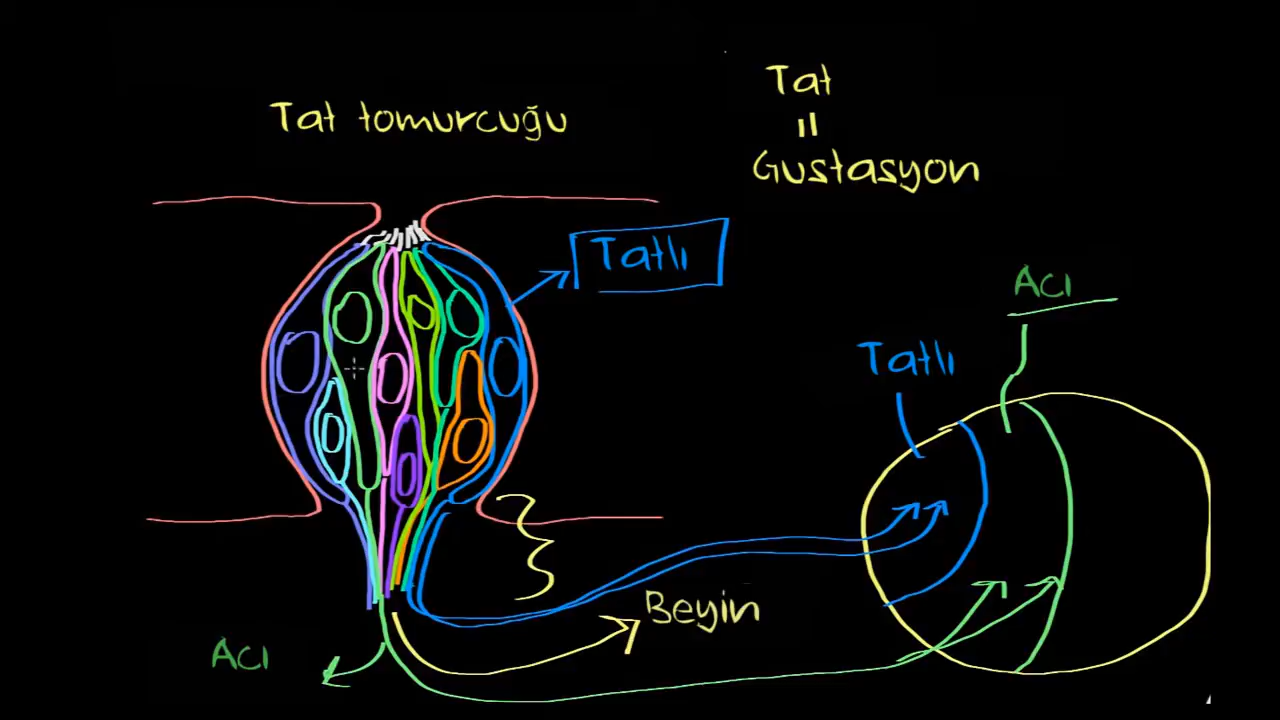 Tat
=
Gustasyon
Tat tomurcuğu
Tatlı
Acı
Tatlı
Beyin
Acı